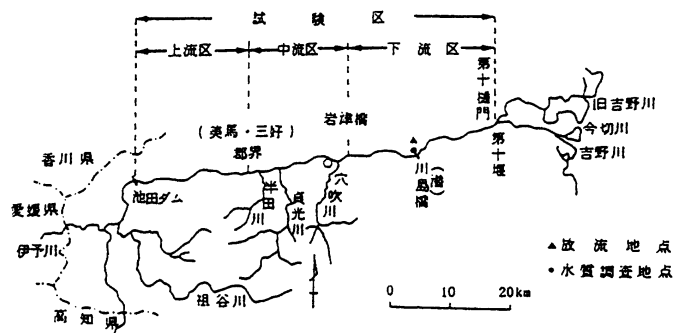 試験区
上流区
中流区
下流区
第十樋門
旧吉野川
今切川
吉野川
第十堰
岩津橋
(美馬・三好)
郡界
香川県
池田ダム
半田川
貞光川
穴吹川
川島橋
(潜)
愛媛県
伊予川
祖谷川
高知県
▲放流地点
●水質調査地点
0 10 20km